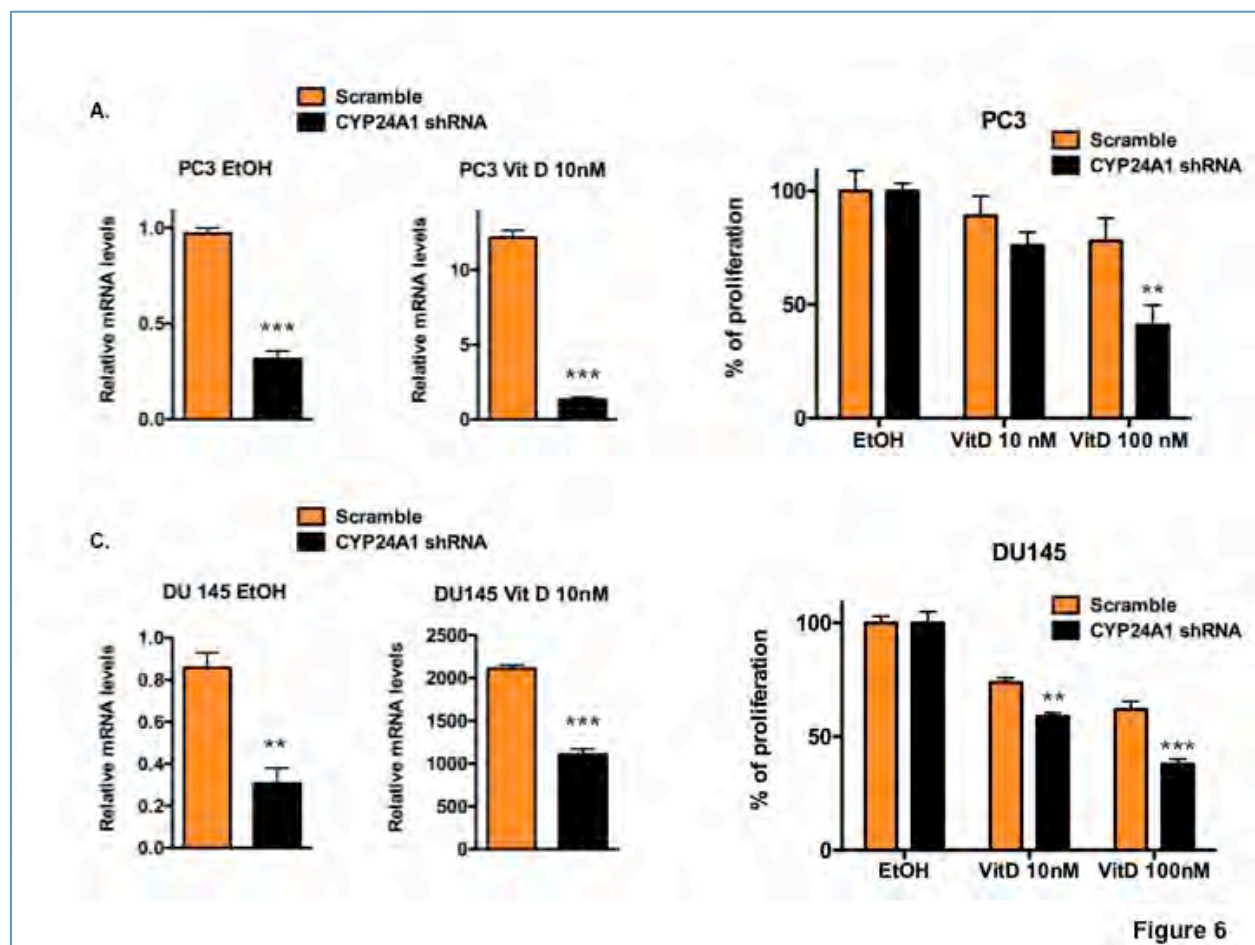 A.
Scramble
CYP24A1 shRNA
PC3 EtOH
Relative mRNA levels
1.0
0.5
0.0
***
PC3 Vit D 10nM
Relative mRNA levels
10
5
0
***
PC3
Scramble
CYP24A1 shRNA
% of proliferation
100
50
0
**
EtOH
VitD 10 nM
VitD 100 nM
C.
Scramble
CYP24A1 shRNA
DU 145 EtOH
Relative mRNA levels
1.0
0.8
0.6
0.4
0.2
0.0
**
DU145 Vit D 10nM
Relative mRNA levels
2500
2000
1500
1000
500
0
***
DU145
Scramble
CYP24A1 shRNA
% of proliferation
100
50
0
**
***
EtOH
VitD 10nM
VitD 100nM
Figure 6